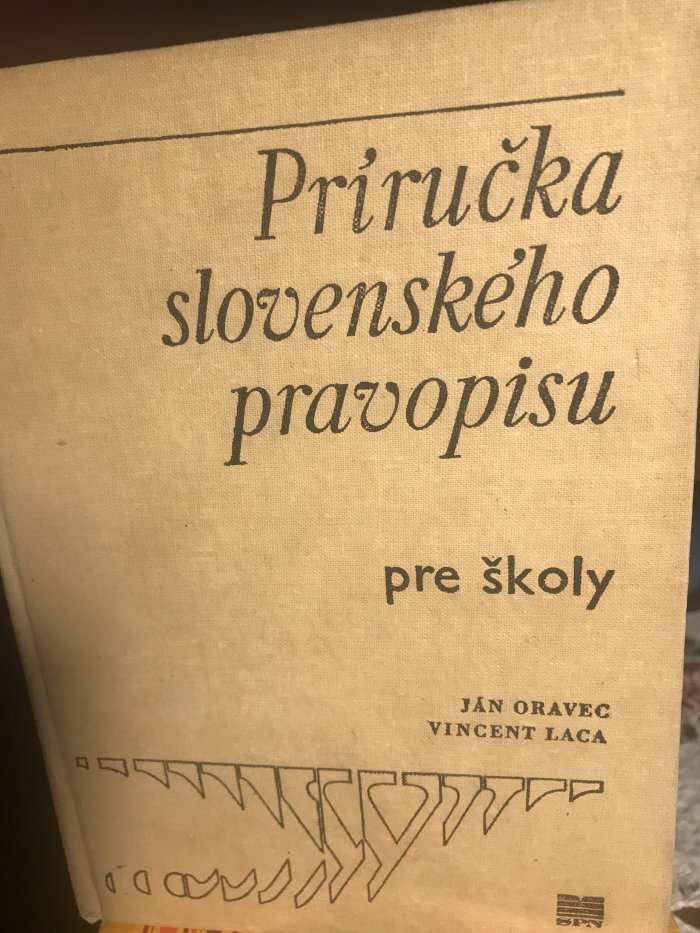 Príručka
slovenského
pravopisu
pre školy
JÁN ORAVEC
VINCENT LACA
SPN